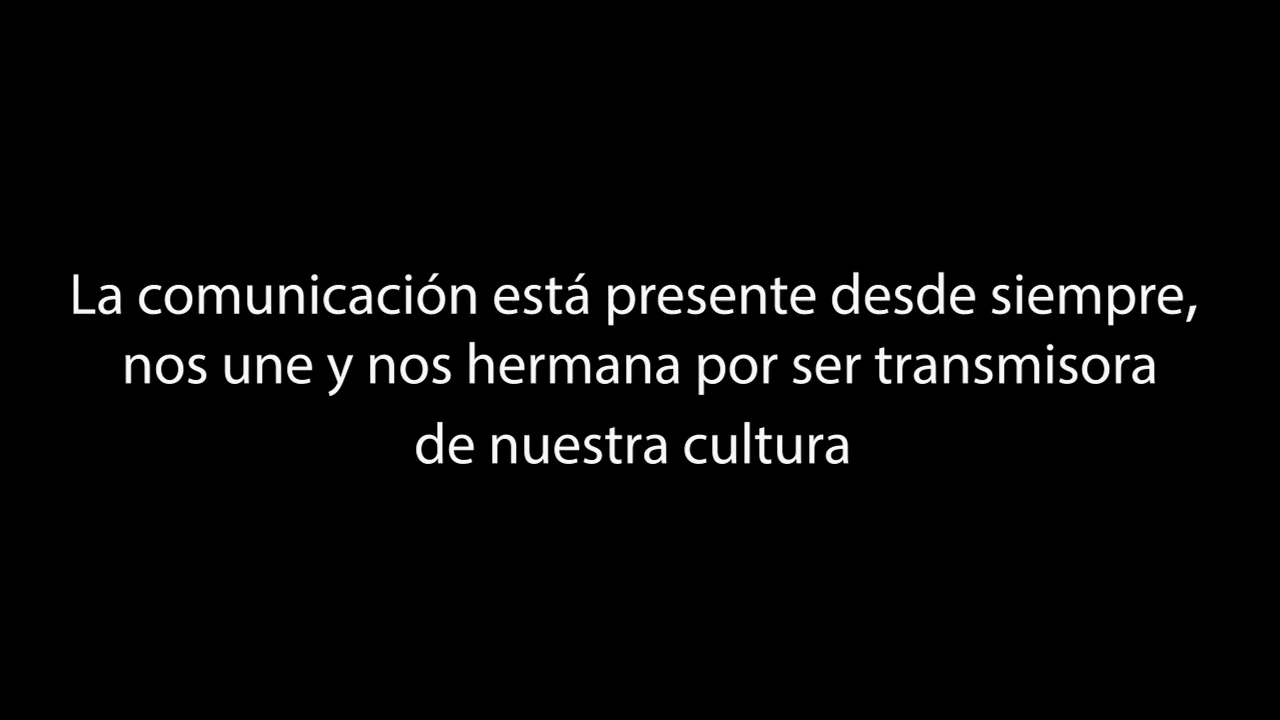 La comunicación está presente desde siempre,
nos une y nos hermana por ser transmisora
de nuestra cultura